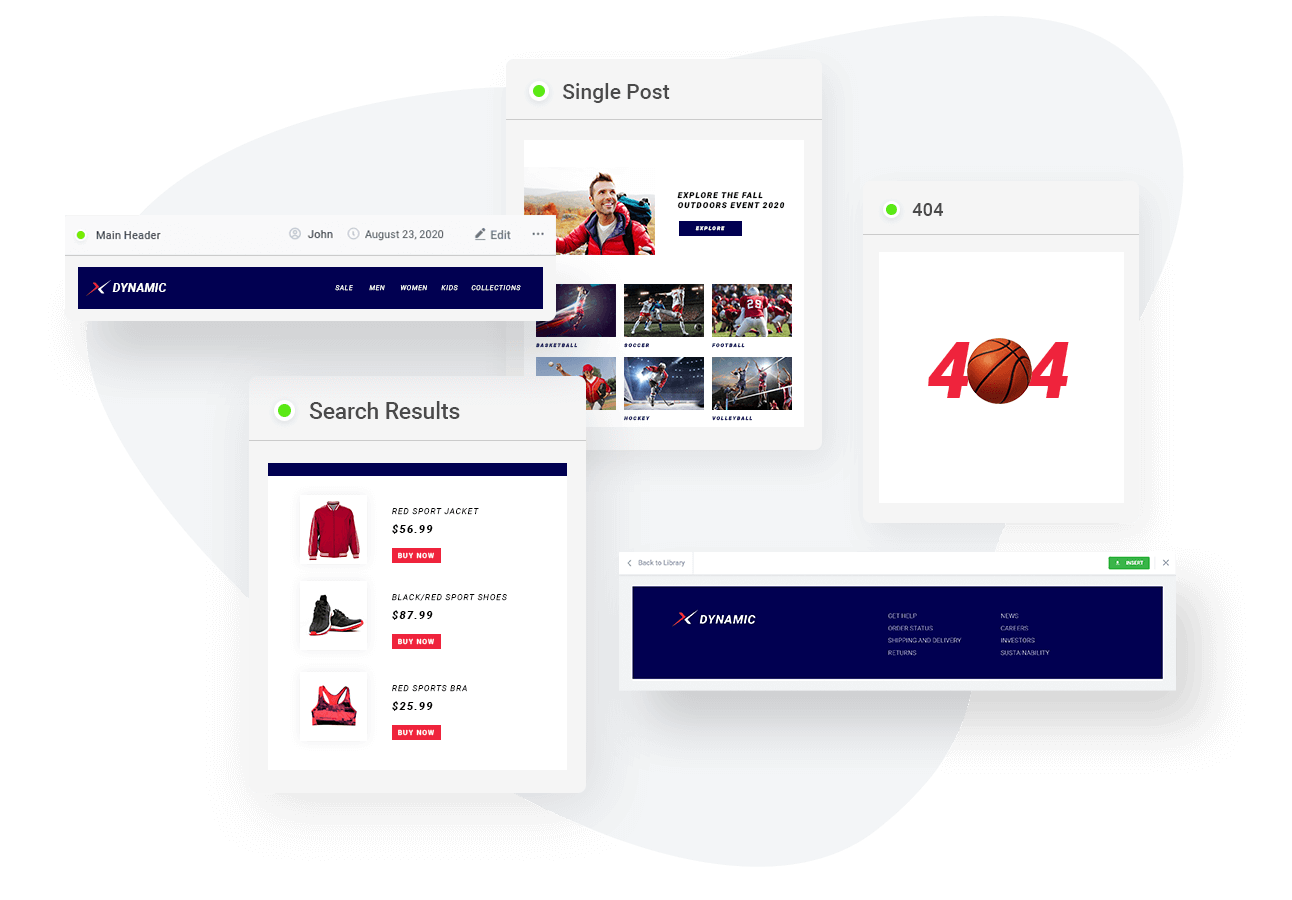 Single Post
EXPLORE THE FALL
OUTDOORS EVENT 2020
EXPLORE
BASKETBALL
SOCCER
FOOTBALL
29
HOCKEY
VOLLEYBALL
404
4 4
Main Header
John
August 23, 2020
Edit
DYNAMIC
SALE
MEN
WOMEN
KIDS
COLLECTIONS
Search Results
RED SPORT JACKET
$56.99
BUY NOW
BLACK/RED SPORT SHOES
$87.99
BUY NOW
RED SPORTS BRA
$25.99
BUY NOW
Back to Library
INSERT
DYNAMIC
GET HELP
ORDER STATUS
SHIPPING AND DELIVERY
RETURNS
NEWS
CAREERS
INVESTORS
SUSTAINABILITY